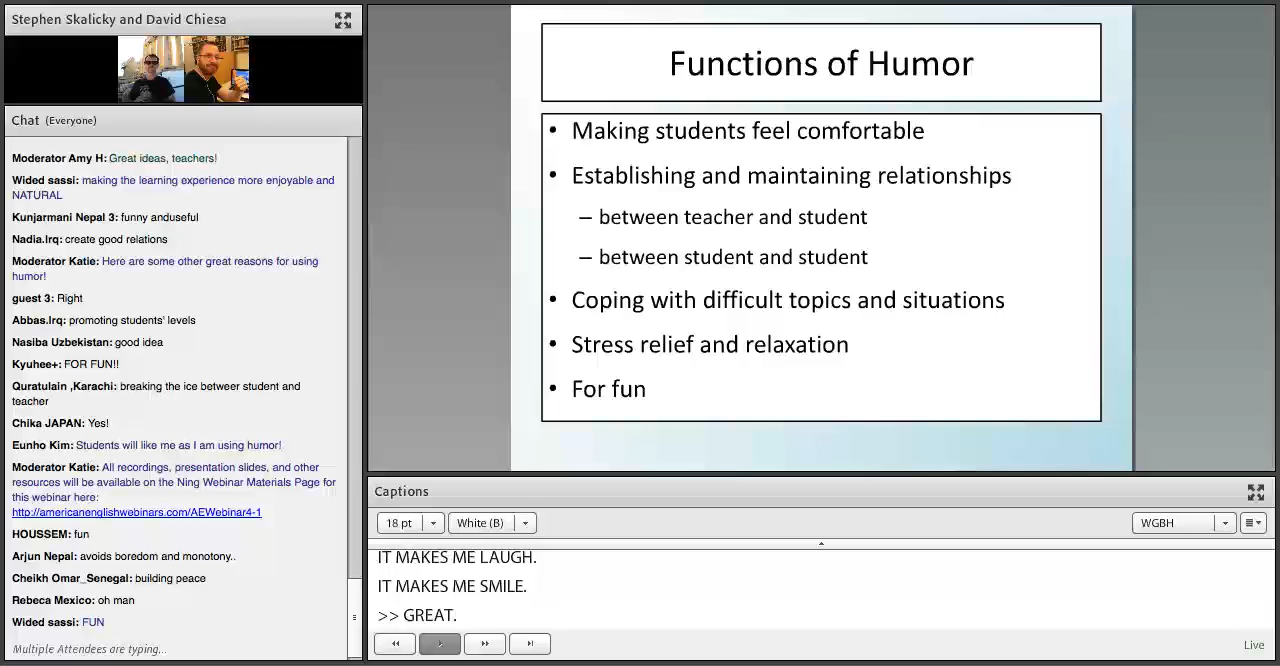 Stephen Skalicky and David Chiesa
Chat (Everyone)
Moderator Amy H: Great ideas, teachers!
Wided sassi: making the learning experience more enjoyable and
NATURAL
Kunjarmani Nepal 3: funny anduseful
Nadia.Irq: create good relations
Moderator Katie: Here are some other great reasons for using
humor!
guest 3: Right
Abbas.Irq: promoting students' levels
Nasiba Uzbekistan: good idea
Kyuhee+: FOR FUN!!
Quratulain ,Karachi: breaking the ice betweer student and
teacher
Chika JAPAN: Yes!
Eunho Kim: Students will like me as I am using humor!
Moderator Katie: All recordings, presentation slides, and other
resources will be available on the Ning Webinar Materials Page for
this webinar here:
http://americanenglishwebinars.com/AEWebinar4-1
HOUSSEM: fun
Arjun Nepal: avoids boredom and monotony..
Cheikh Omar_Senegal: building peace
Rebeca Mexico: oh man
Wided sassi: FUN
Multiple Attendees are typing...
Functions of Humor
• Making students feel comfortable
• Establishing and maintaining relationships
– between teacher and student
– between student and student
• Coping with difficult topics and situations
• Stress relief and relaxation
• For fun
Captions
18 pt White (B) WGBH
IT MAKES ME LAUGH.
IT MAKES ME SMILE.
>> GREAT.
Live